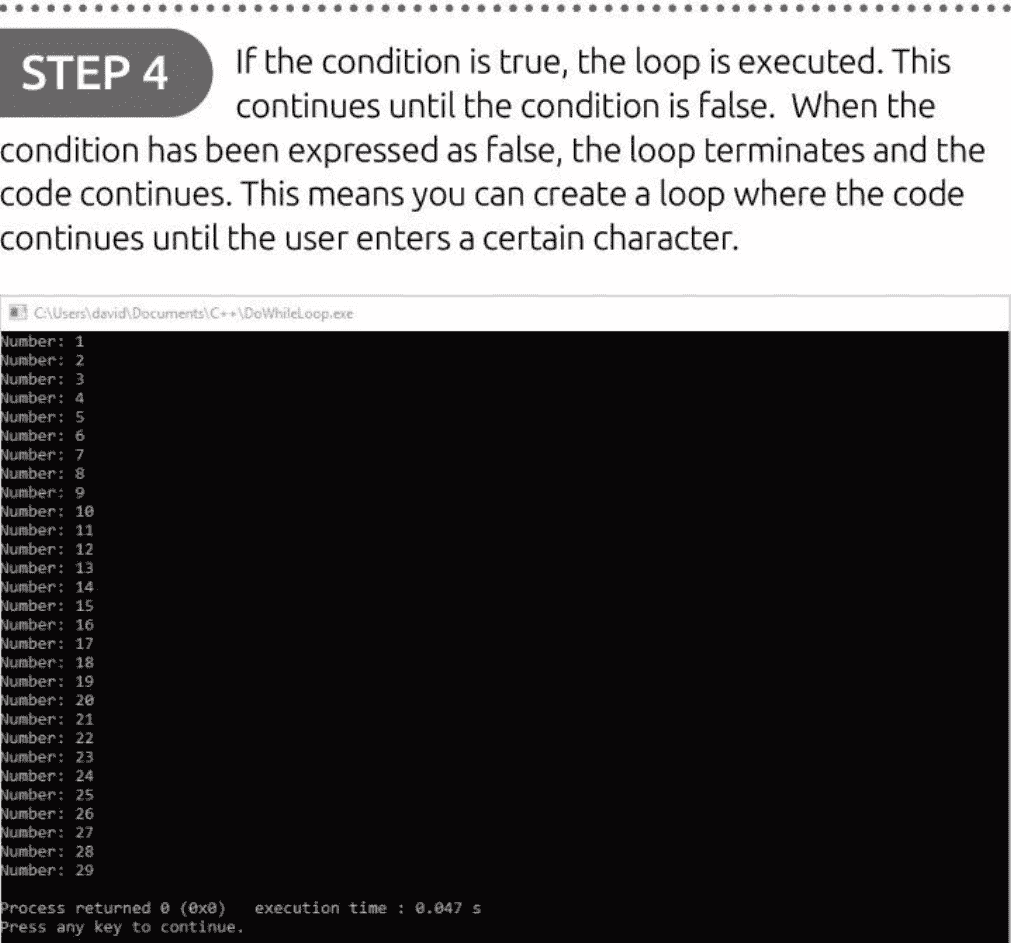 STEP 4
If the condition is true, the loop is executed. This
continues until the condition is false.  When the
condition has been expressed as false, the loop terminates and the
code continues. This means you can create a loop where the code
continues until the user enters a certain character.
C:\Users\david\Documents\C++\DoWhileLoop.exe
Number: 1
Number: 2
Number: 3
Number: 4
Number: 5
Number: 6
Number: 7
Number: 8
Number: 9
Number: 10
Number: 11
Number: 12
Number: 13
Number: 14
Number: 15
Number: 16
Number: 17
Number: 18
Number: 19
Number: 20
Number: 21
Number: 22
Number: 23
Number: 24
Number: 25
Number: 26
Number: 27
Number: 28
Number: 29
Process returned 0 (0x0)   execution time : 0.047 s
Press any key to continue.